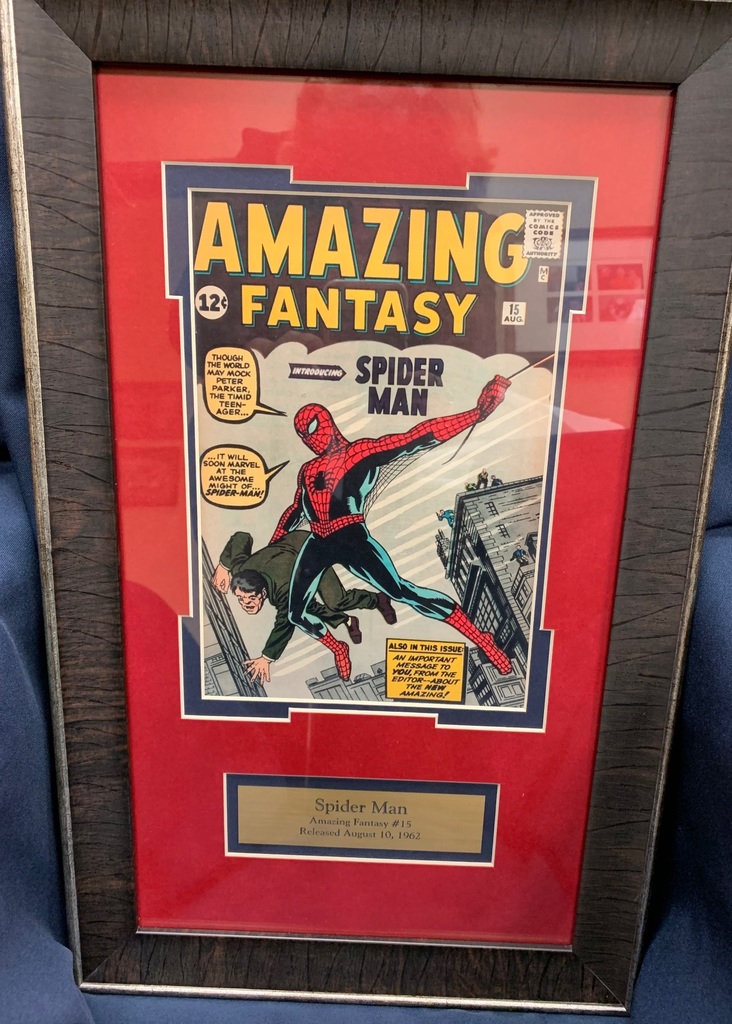 AMAZING
FANTASY
APPROVED
BY THE
COMICS
CODE
AUTHORITY
M
C
12¢
15
AUG.
INTRODUCING
SPIDER
MAN
THOUGH
THE WORLD
MAY MOCK
PETER
PARKER,
THE TIMID
TEEN-
AGER...
...IT WILL
SOON MARVEL
AT THE
AWESOME
MIGHT OF...
SPIDER-MAN!
ALSO IN THIS ISSUE:
AN IMPORTANT
MESSAGE TO
YOU, FROM THE
EDITOR--ABOUT
THE NEW
AMAZING!
Spider Man
Amazing Fantasy #15
Released August 10, 1962